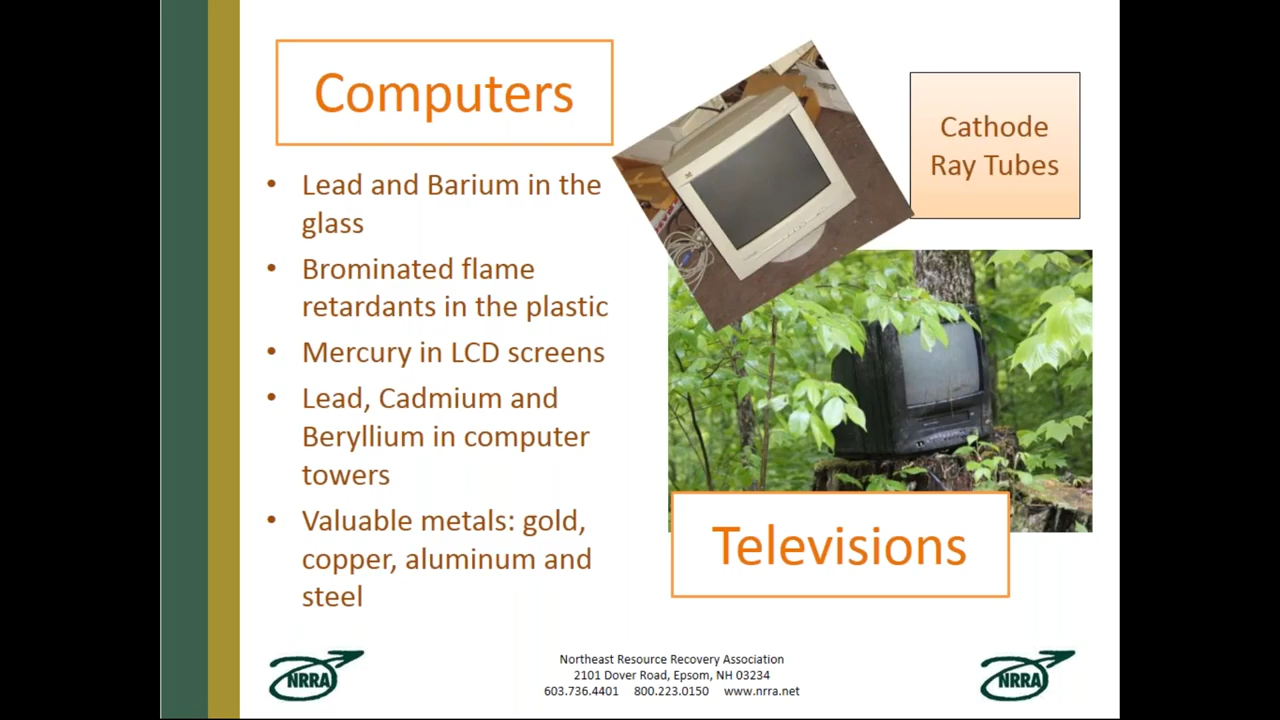 Computers
Cathode
Ray Tubes
• Lead and Barium in the
glass
• Brominated flame
retardants in the plastic
• Mercury in LCD screens
• Lead, Cadmium and
Beryllium in computer
towers
• Valuable metals: gold,
copper, aluminum and
steel
Televisions
NRRA
Northeast Resource Recovery Association
2101 Dover Road, Epsom, NH 03234
603.736.4401 800.223.0150 www.nrra.net
NRRA